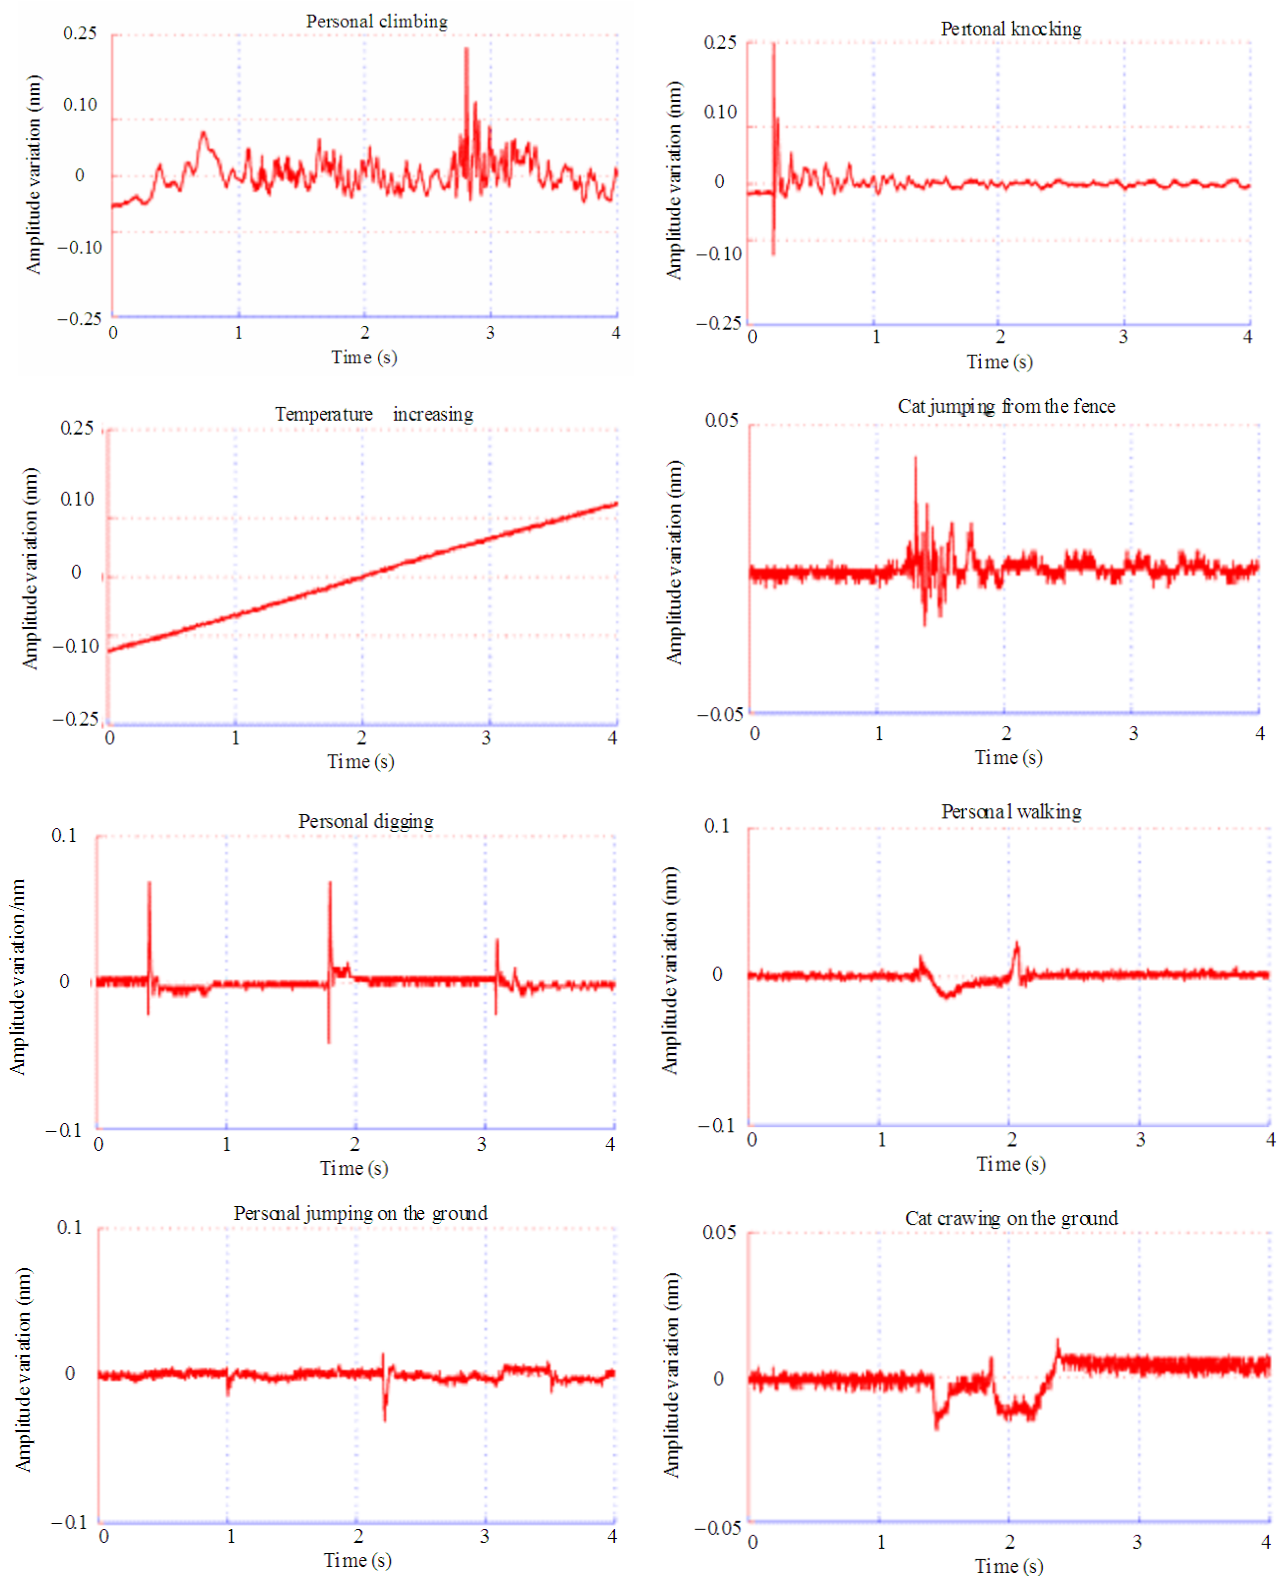 Personal climbing
0.25
0.10
0
−0.10
−0.25
Amplitude variation (nm)
0 1 2 3 4
Time (s)
Pertonal knocking
0.25
0.10
0
−0.10
−0.25
Amplitude variation (nm)
0 1 2 3 4
Time (s)
Temperature increasing
0.25
0.10
0
−0.10
−0.25
Amplitude variation (nm)
0 1 2 3 4
Time (s)
Cat jumping from the fence
0.05
−0.05
Amplitude variation (nm)
0 1 2 3 4
Time (s)
Personal digging
0.1
0
−0.1
Amplitude variation/nm
0 1 2 3 4
Time (s)
Personal walking
0.1
0
−0.1
Amplitude variation (nm)
0 1 2 3 4
Time (s)
Personal jumping on the ground
0.1
0
−0.1
Amplitude variation (nm)
0 1 2 3 4
Time (s)
Cat crawing on the ground
0.05
0
−0.05
Amplitude variation (nm)
0 1 2 3 4
Time (s)